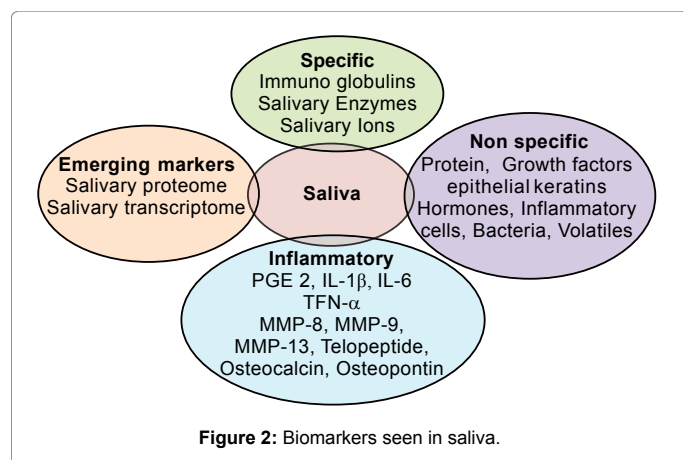 Specific
Immuno globulins
Salivary Enzymes
Salivary Ions
Emerging markers
Salivary proteome
Salivary transcriptome
Saliva
Non specific
Protein, Growth factors
epithelial keratins
Hormones, Inflammatory
cells, Bacteria, Volatiles
Inflammatory
PGE 2, IL-1β, IL-6
TFN-α
MMP-8, MMP-9,
MMP-13, Telopeptide,
Osteocalcin, Osteopontin
Figure 2: Biomarkers seen in saliva.